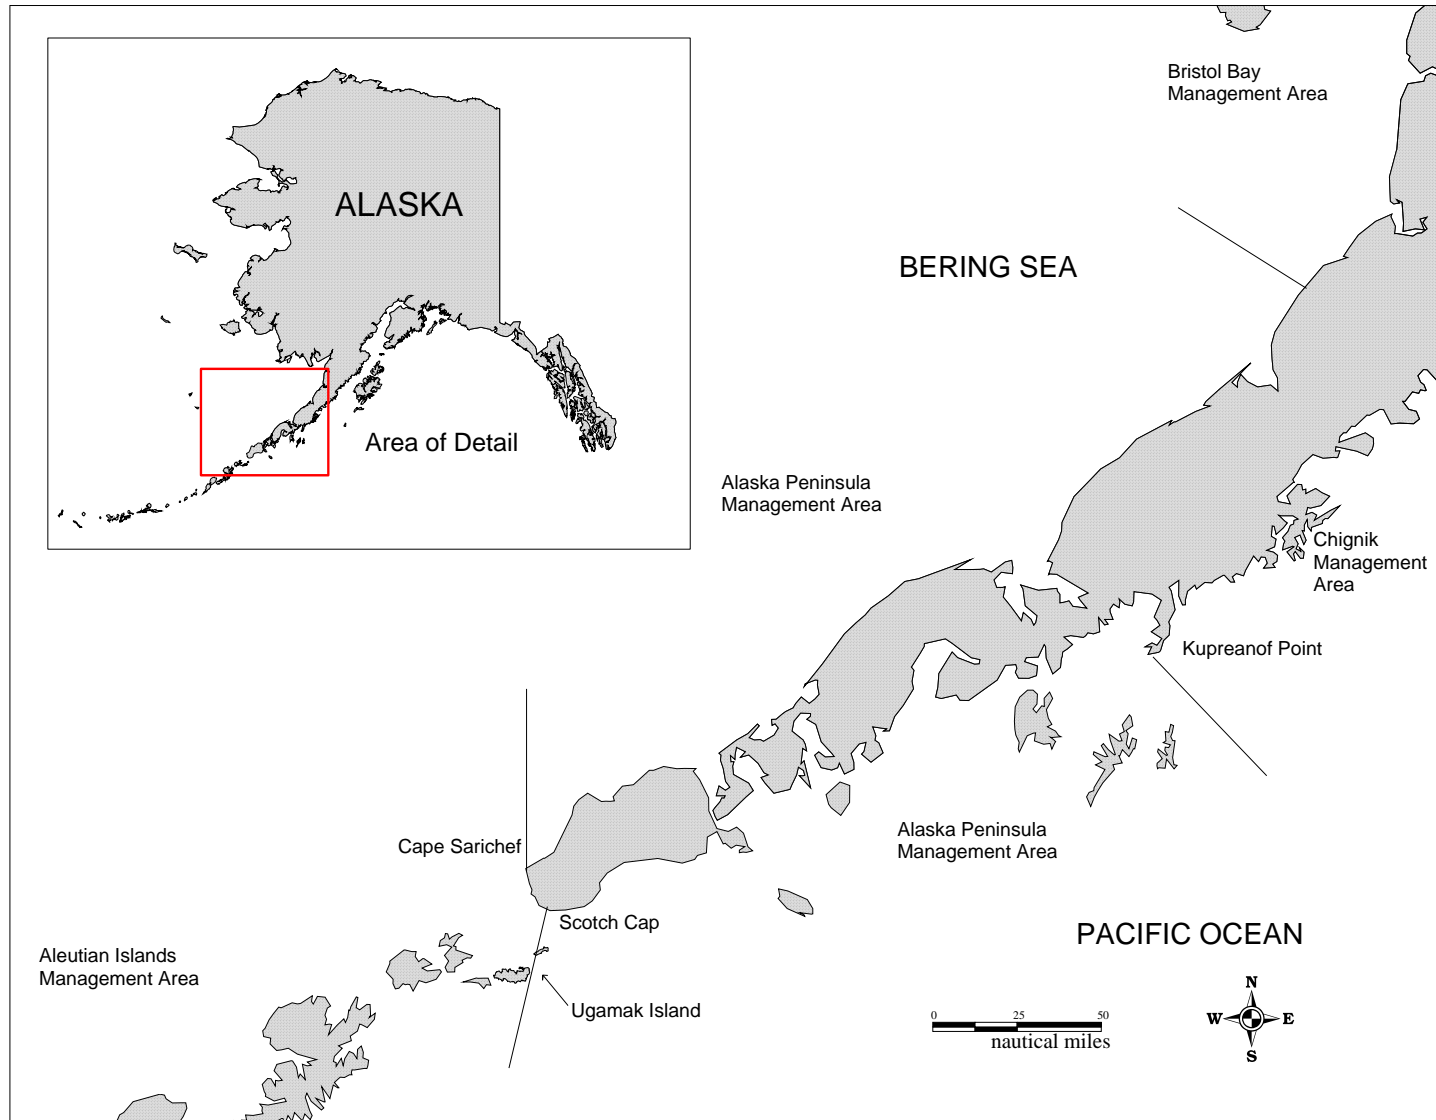 Bristol Bay
Management Area
ALASKA
BERING SEA
Area of Detail
Alaska Peninsula
Management Area
Chignik
Management
Area
Kupreanof Point
Cape Sarichef
Alaska Peninsula
Management Area
Scotch Cap
PACIFIC OCEAN
Aleutian Islands
Management Area
Ugamak Island
0 25 50
nautical miles
N
W E
S